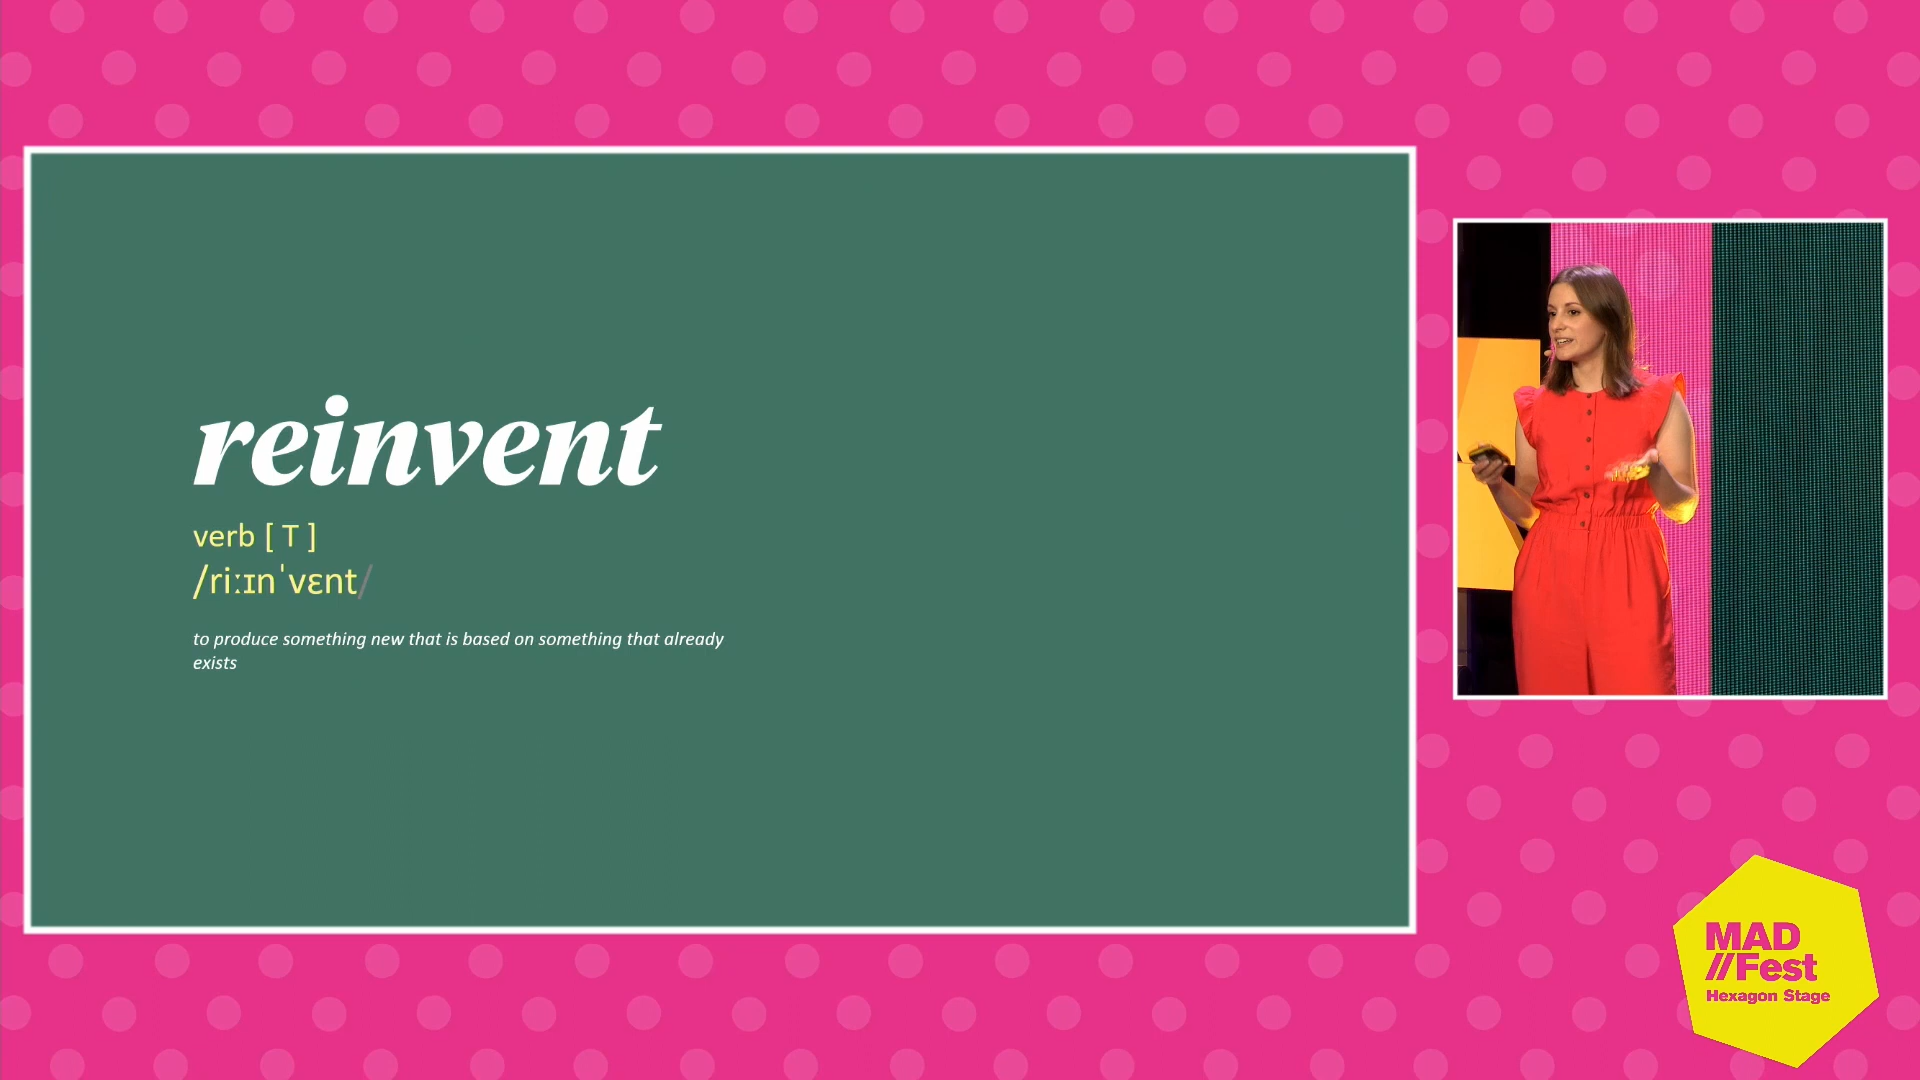 reinvent
verb [ T ]
/riːɪnˈvɛnt/
to produce something new that is based on something that already
exists
MAD
//Fest
Hexagon Stage